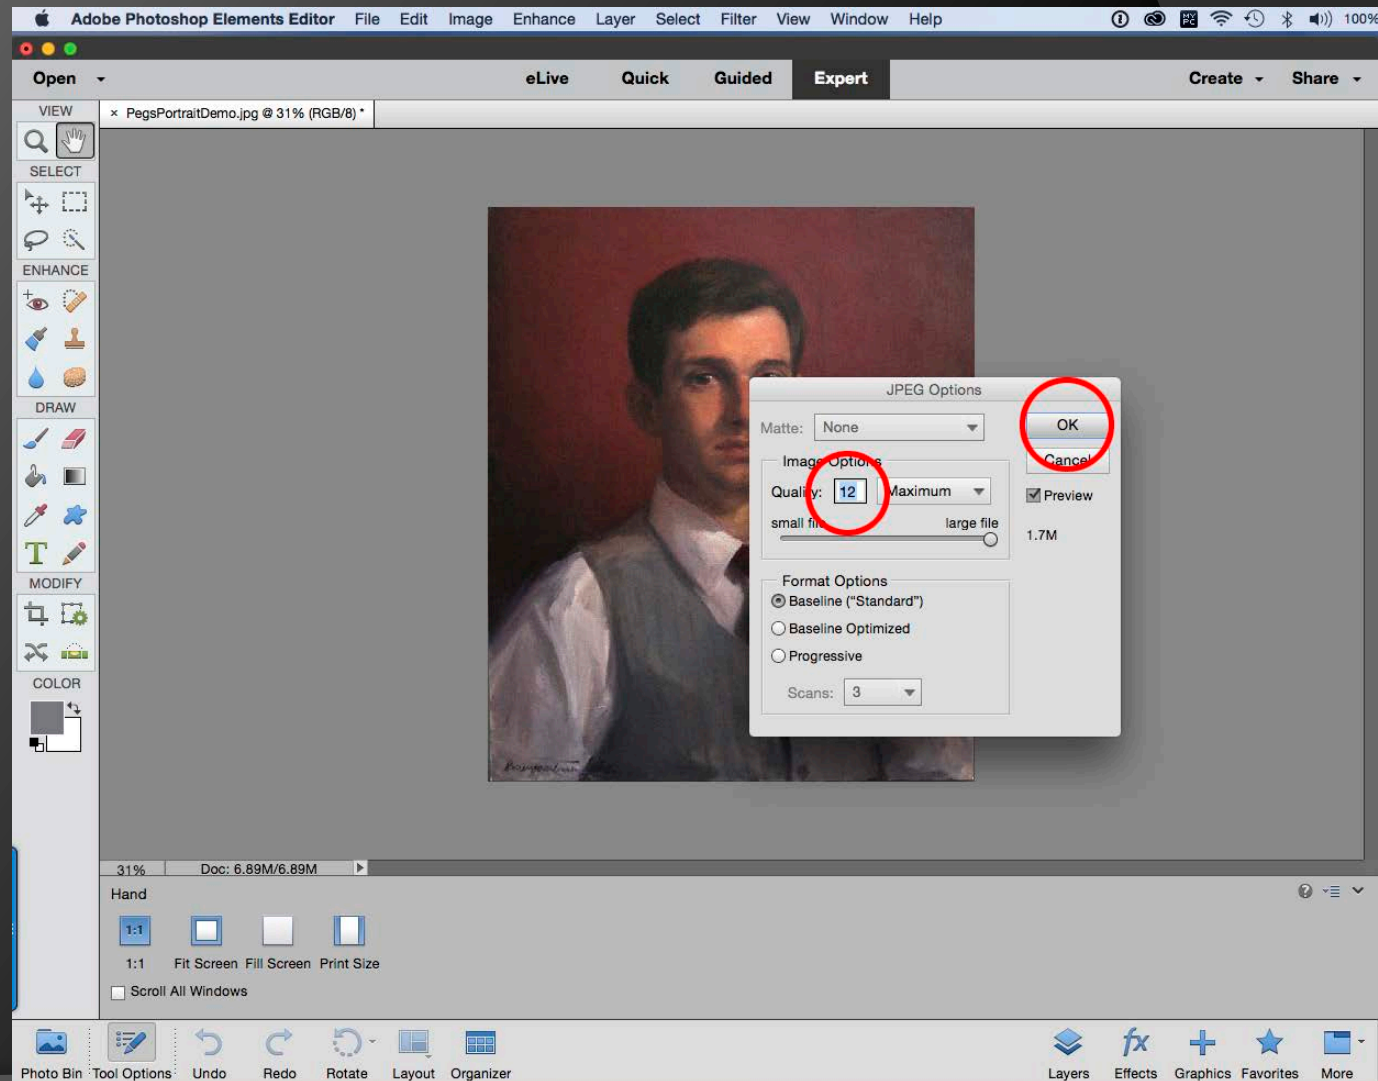 Adobe Photoshop Elements Editor File Edit Image Enhance Layer Select Filter View Window Help 100%
Open eLive Quick Guided Expert Create Share
VIEW
× PegsPortraitDemo.jpg @ 31% (RGB/8) *
SELECT
ENHANCE
DRAW
T
MODIFY
COLOR
JPEG Options
Matte: None
OK
Image Options
Cancel
Quality: 12 Maximum
Preview
small file large file
1.7M
Format Options
Baseline ("Standard")
Baseline Optimized
Progressive
Scans: 3
31% Doc: 6.89M/6.89M
Hand
1:1
1:1 Fit Screen Fill Screen Print Size
Scroll All Windows
fx
Photo Bin Tool Options Undo Redo Rotate Layout Organizer Layers Effects Graphics Favorites More